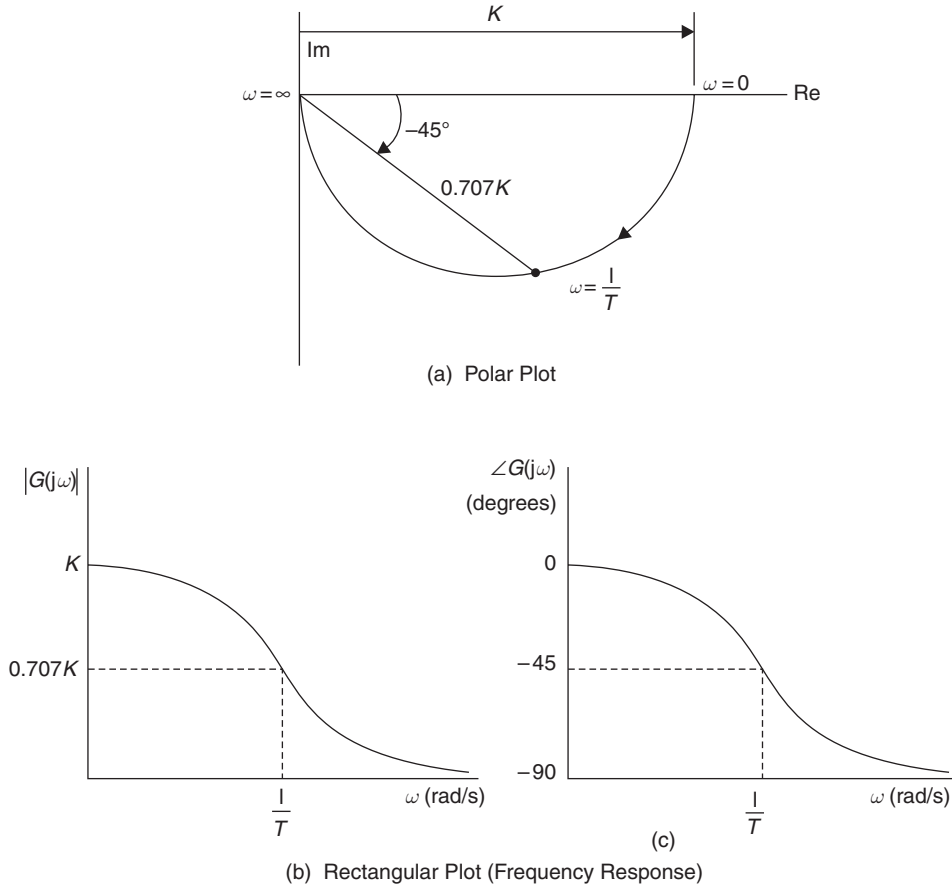 K
Im
ω = ∞
ω = 0
Re
−45°
0.707K
ω = 1/T
(a) Polar Plot
|G(jω)|
K
0.707K
1/T
ω (rad/s)
∠G(jω)
(degrees)
0
−45
−90
1/T
ω (rad/s)
(c)
(b) Rectangular Plot (Frequency Response)